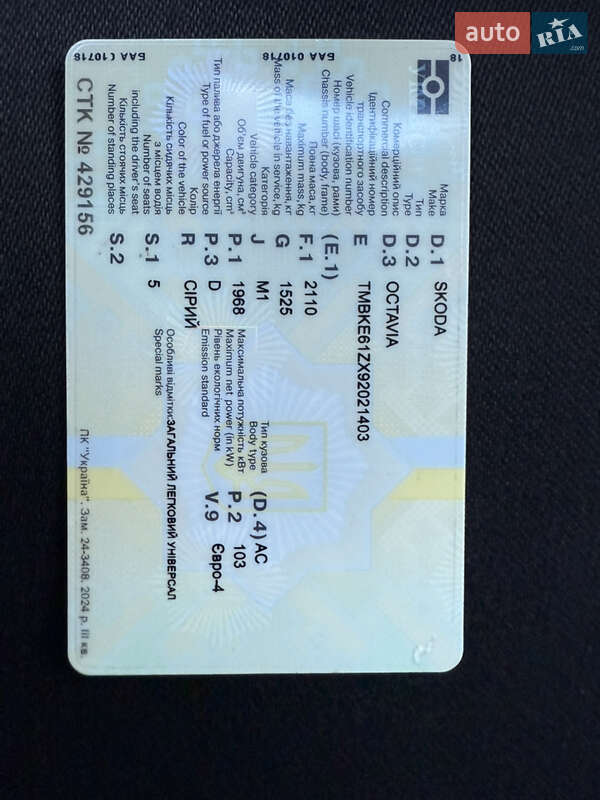 auto RIA .com
БАА 010718
СТК № 429156
Марка
Make D.1 SKODA
Тип
Type D.2
Комерційний опис
Commercial description D.3 OCTAVIA
Ідентифікаційний номер
транспортного засобу
Vehicle identification number E TMBKE61ZX92021403
Номер шасі (кузова, рами)
Chassis number (body, frame) (E.1)
Повна маса, кг
Maximum mass, kg F.1 2110
Маса без навантаження, кг
Mass of the vehicle in service, kg G 1525
Категорія
Vehicle category J M1
Тип кузова
Body type (D.4) AC
Об'єм двигуна, см³
Capacity, cm³ P.1 1968
Максимальна потужність кВт
Maximum net power (in kW) P.2 103
Тип палива або джерела енергії
Type of fuel or power source P.3 D
Рівень екологічних норм
Emission standard V.9 Євро-4
Колір
Color of the vehicle R СІРИЙ
Кількість сидячих місць
з місцем водія
Number of seats
including the driver's seat S.1 5
Особливі відмітки ЗАГАЛЬНИЙ ЛЕГКОВИЙ УНІВЕРСАЛ
Special marks
Кількість стоячих місць
Number of standing places S.2
ПК "Україна". Зам. 24-3408. 2024 р. III кв.